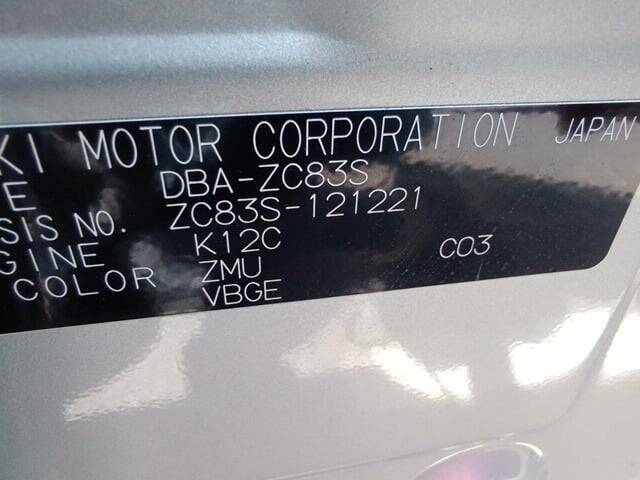 KI MOTOR CORPORATION JAPAN
E DBA-ZC83S
SIS NO. ZC83S-121221
GINE K12C
COLOR ZMU C03
VBGE